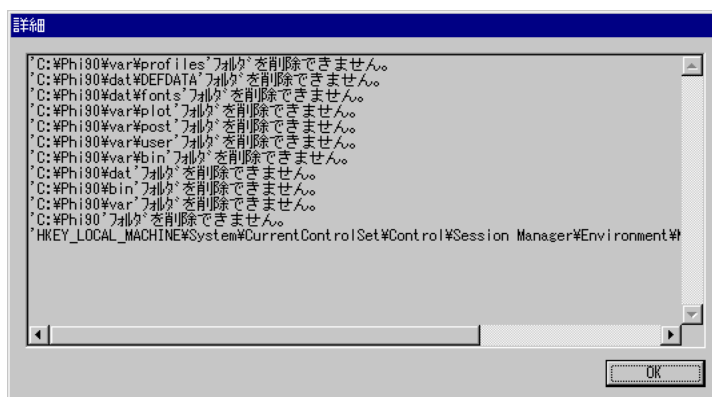 詳細
'C:¥Phi90¥var¥profiles'ﾌｫﾙﾀﾞを削除できません。
'C:¥Phi90¥dat¥DEFDATA'ﾌｫﾙﾀﾞを削除できません。
'C:¥Phi90¥dat¥fonts'ﾌｫﾙﾀﾞを削除できません。
'C:¥Phi90¥var¥plot'ﾌｫﾙﾀﾞを削除できません。
'C:¥Phi90¥var¥post'ﾌｫﾙﾀﾞを削除できません。
'C:¥Phi90¥var¥user'ﾌｫﾙﾀﾞを削除できません。
'C:¥Phi90¥var¥bin'ﾌｫﾙﾀﾞを削除できません。
'C:¥Phi90¥dat'ﾌｫﾙﾀﾞを削除できません。
'C:¥Phi90¥bin'ﾌｫﾙﾀﾞを削除できません。
'C:¥Phi90¥var'ﾌｫﾙﾀﾞを削除できません。
'C:¥Phi90'ﾌｫﾙﾀﾞを削除できません。
'HKEY_LOCAL_MACHINE¥System¥CurrentControlSet¥Control¥Session Manager¥Environment¥
OK